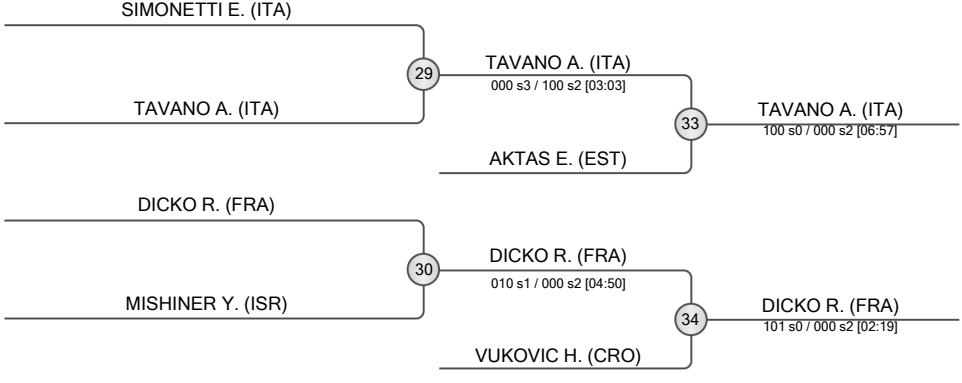 SIMONETTI E. (ITA)
29
TAVANO A. (ITA)
000 s3 / 100 s2 [03:03]
TAVANO A. (ITA)
33
TAVANO A. (ITA)
100 s0 / 000 s2 [06:57]
AKTAS E. (EST)
DICKO R. (FRA)
30
DICKO R. (FRA)
010 s1 / 000 s2 [04:50]
MISHINER Y. (ISR)
34
DICKO R. (FRA)
101 s0 / 000 s2 [02:19]
VUKOVIC H. (CRO)